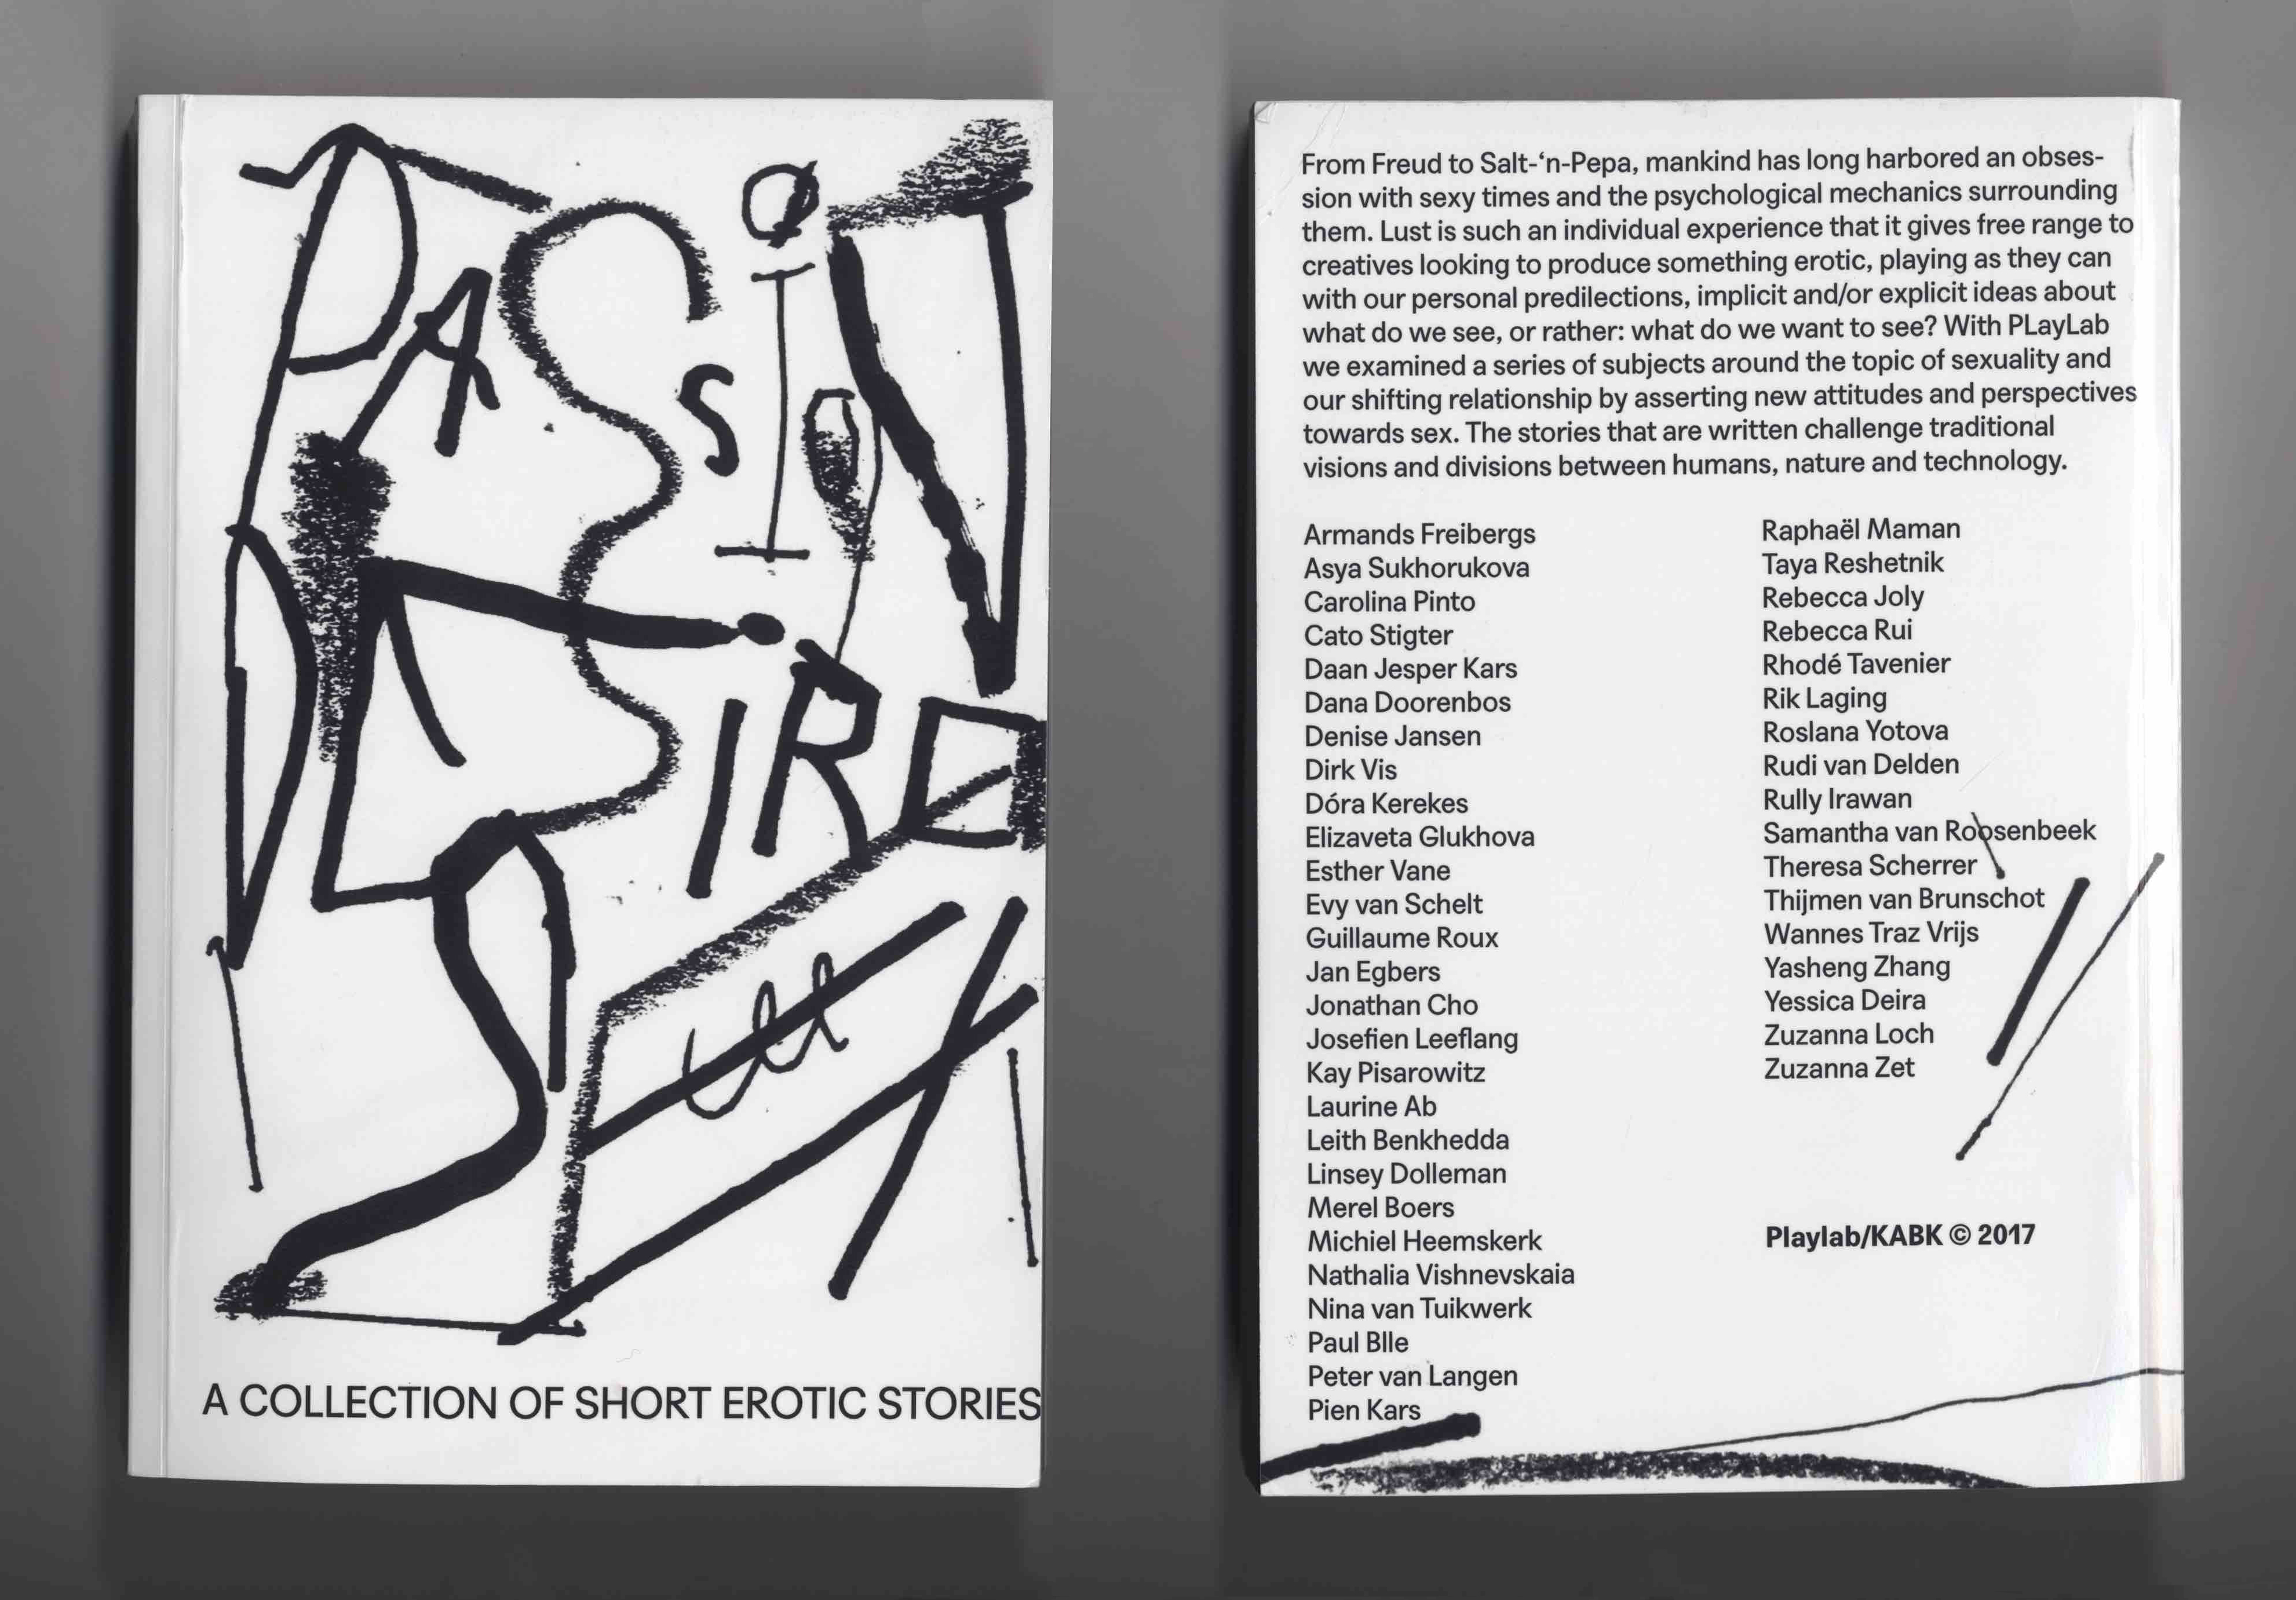 PASSION
DESIRE
SEX
A COLLECTION OF SHORT EROTIC STORIES
From Freud to Salt-‘n-Pepa, mankind has long harbored an obses-
sion with sexy times and the psychological mechanics surrounding
them. Lust is such an individual experience that it gives free range to
creatives looking to produce something erotic, playing as they can
with our personal predilections, implicit and/or explicit ideas about
what do we see, or rather: what do we want to see? With PLayLab
we examined a series of subjects around the topic of sexuality and
our shifting relationship by asserting new attitudes and perspectives
towards sex. The stories that are written challenge traditional
visions and divisions between humans, nature and technology.
Armands Freibergs
Asya Sukhorukova
Carolina Pinto
Cato Stigter
Daan Jesper Kars
Dana Doorenbos
Denise Jansen
Dirk Vis
Dóra Kerekes
Elizaveta Glukhova
Esther Vane
Evy van Schelt
Guillaume Roux
Jan Egbers
Jonathan Cho
Josefien Leeflang
Kay Pisarowitz
Laurine Ab
Leith Benkhedda
Linsey Dolleman
Merel Boers
Michiel Heemskerk
Nathalia Vishnevskaia
Nina van Tuikwerk
Paul Blle
Peter van Langen
Pien Kars
Raphaël Maman
Taya Reshetnik
Rebecca Joly
Rebecca Rui
Rhodé Tavenier
Rik Laging
Roslana Yotova
Rudi van Delden
Rully Irawan
Samantha van Roosenbeek
Theresa Scherrer
Thijmen van Brunschot
Wannes Traz Vrijs
Yasheng Zhang
Yessica Deira
Zuzanna Loch
Zuzanna Zet
Playlab/KABK © 2017